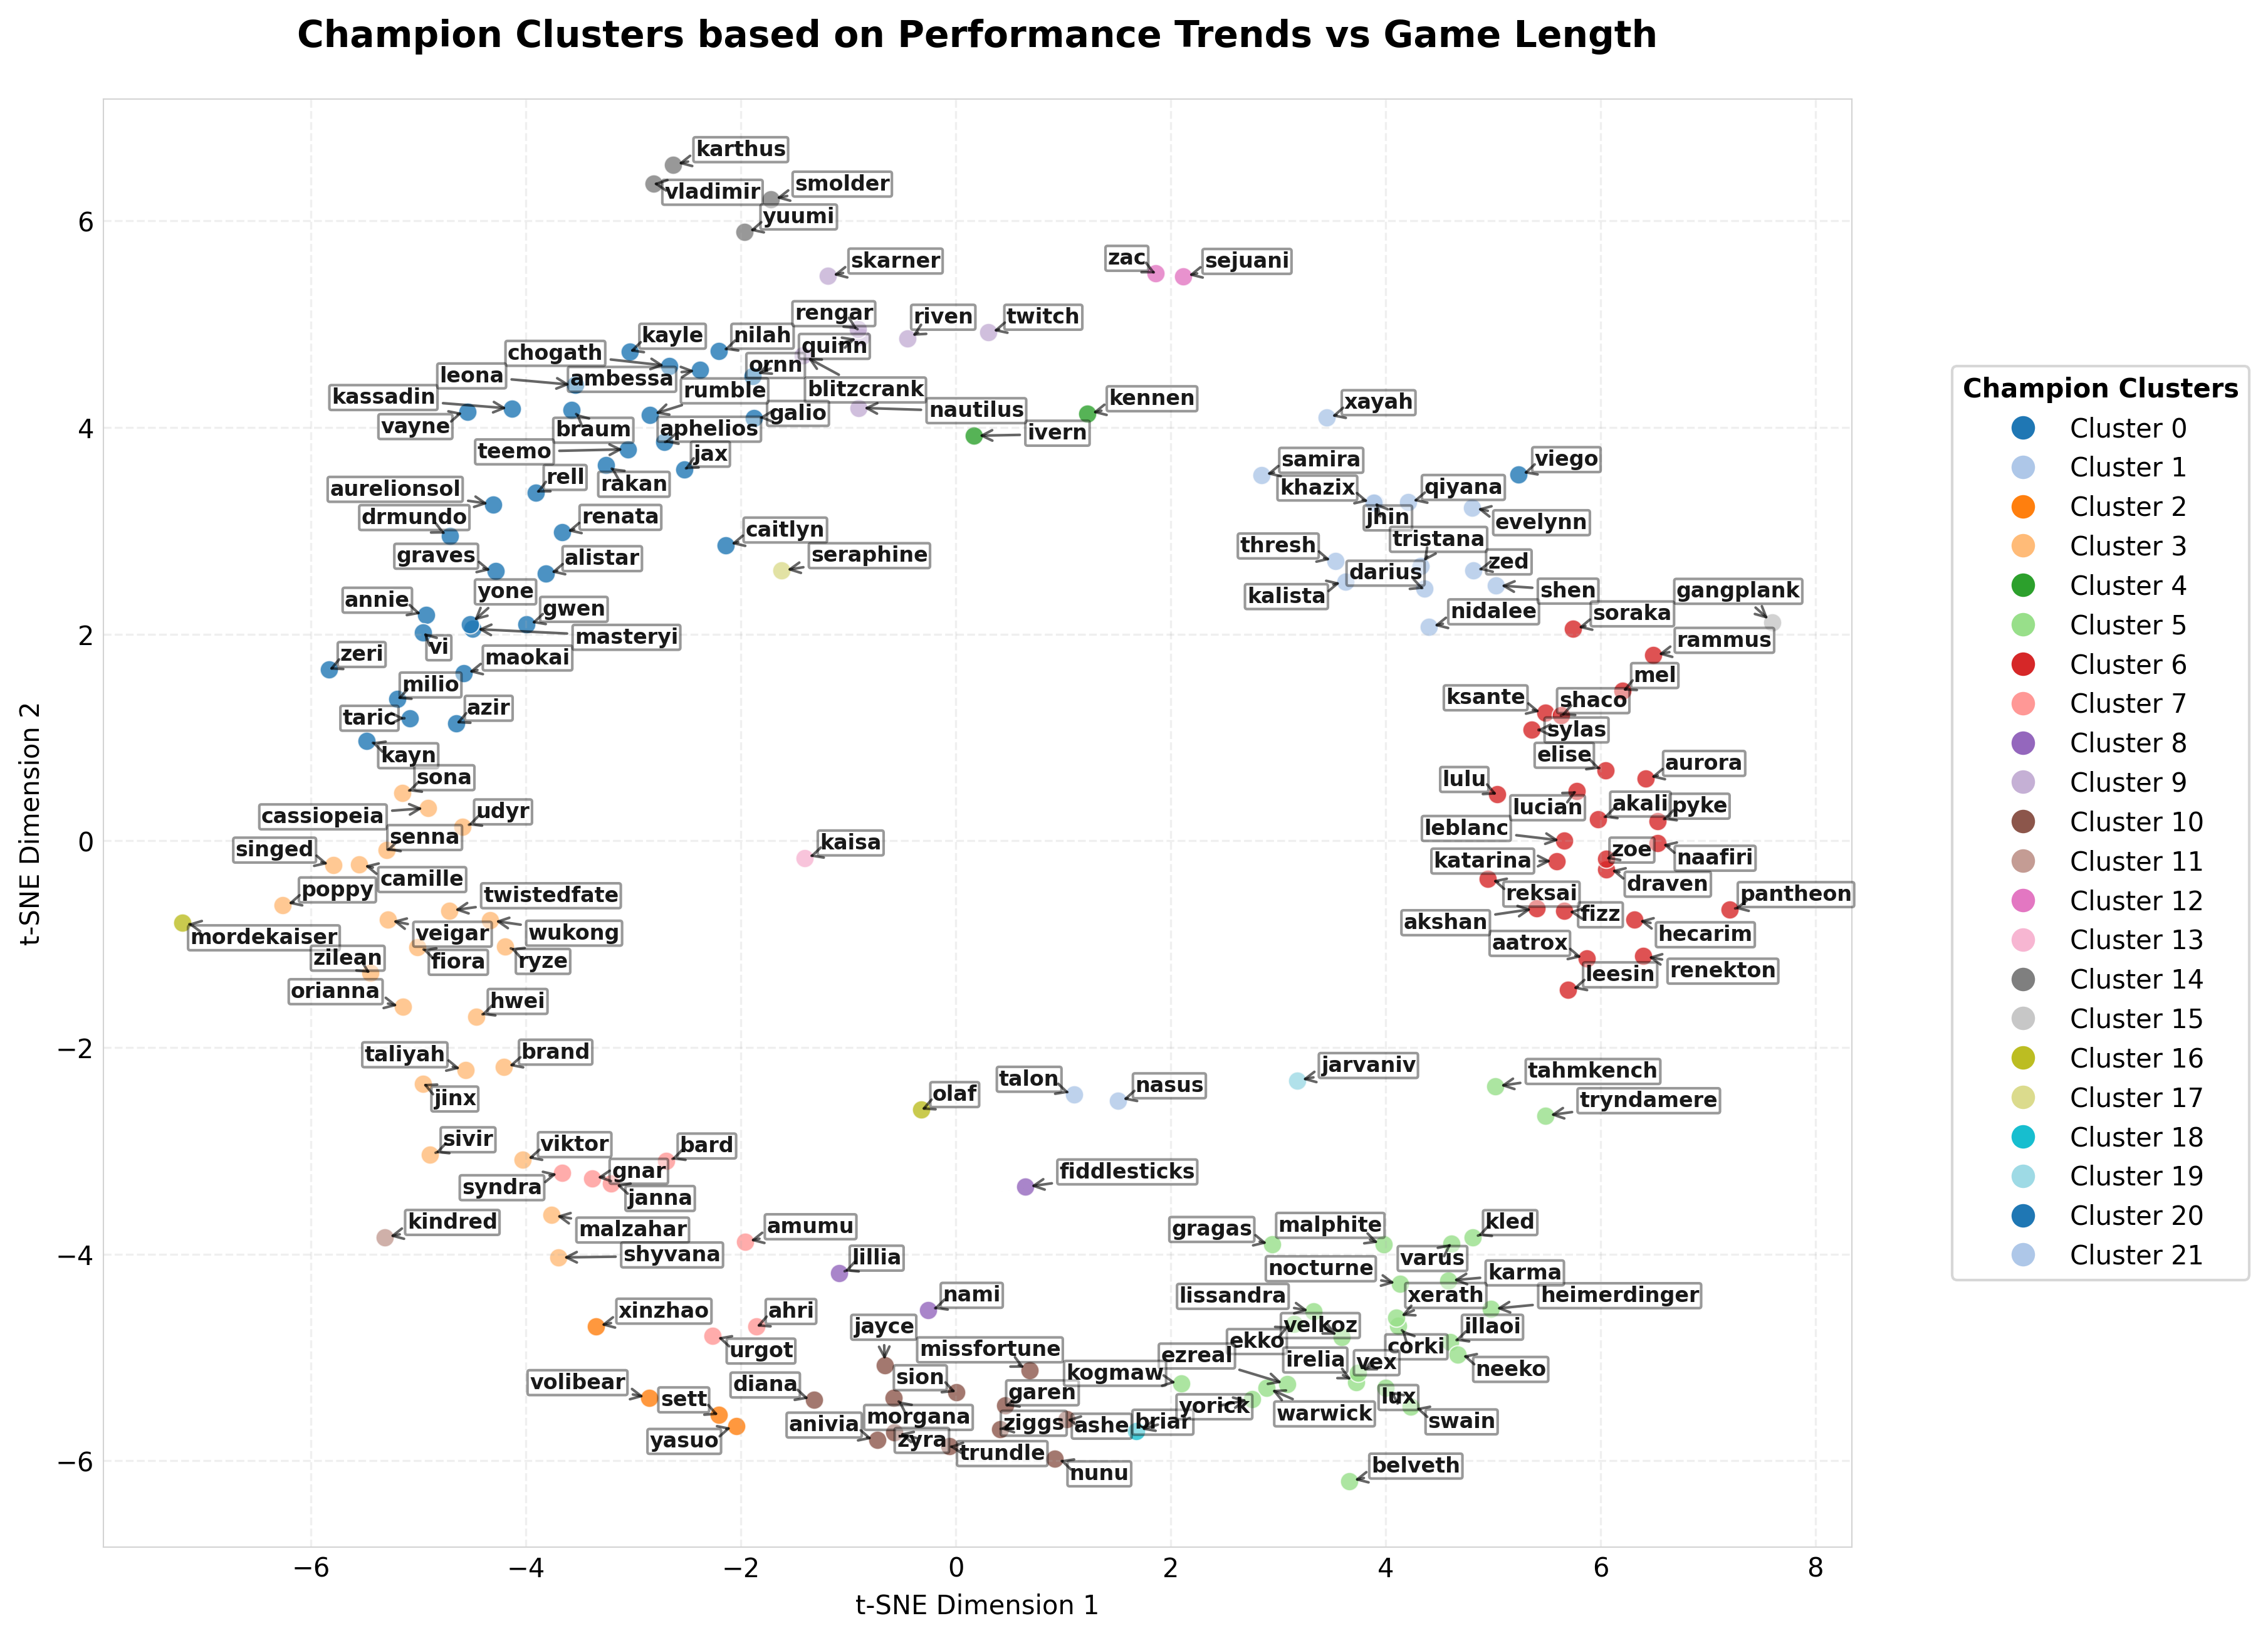 Champion Clusters based on Performance Trends vs Game Length
karthus
vladimir
smolder
yuumi
skarner
zac
sejuani
rengar
riven
twitch
kayle
nilah
quinn
chogath
ornn
leona
ambessa
rumble
blitzcrank
kassadin
vayne
braum
aphelios
galio
nautilus
kennen
ivern
xayah
teemo
jax
rell
rakan
samira
viego
aurelionsol
khazix
qiyana
drmundo
renata
jhin
evelynn
caitlyn
tristana
graves
alistar
seraphine
thresh
darius
zed
yone
kalista
shen
gangplank
annie
gwen
nidalee
soraka
masteryi
vi
rammus
zeri
maokai
mel
milio
ksante
shaco
taric
azir
sylas
kayn
elise
sona
lulu
aurora
cassiopeia
udyr
lucian
akali
pyke
senna
leblanc
singed
kaisa
zoe
naafiri
katarina
camille
draven
poppy
twistedfate
reksai
pantheon
mordekaiser
veigar
wukong
akshan
fizz
hecarim
zilean
fiora
ryze
aatrox
leesin
renekton
orianna
hwei
taliyah
brand
jinx
olaf
talon
nasus
jarvaniv
tahmkench
tryndamere
sivir
viktor
bard
syndra
gnar
janna
fiddlesticks
kindred
malzahar
amumu
gragas
malphite
kled
shyvana
lillia
varus
nocturne
karma
xinzhao
ahri
nami
lissandra
xerath
heimerdinger
jayce
velkoz
ekko
illaoi
urgot
missfortune
corki
ezreal
irelia
vex
neeko
volibear
diana
sion
kogmaw
sett
garen
yorick
lux
morgana
warwick
swain
anivia
ziggs
ashe
briar
yasuo
zyra
trundle
nunu
belveth
6
4
2
0
−2
−4
−6
t-SNE Dimension 2
−6
−4
−2
0
2
4
6
8
t-SNE Dimension 1
Champion Clusters
Cluster 0
Cluster 1
Cluster 2
Cluster 3
Cluster 4
Cluster 5
Cluster 6
Cluster 7
Cluster 8
Cluster 9
Cluster 10
Cluster 11
Cluster 12
Cluster 13
Cluster 14
Cluster 15
Cluster 16
Cluster 17
Cluster 18
Cluster 19
Cluster 20
Cluster 21